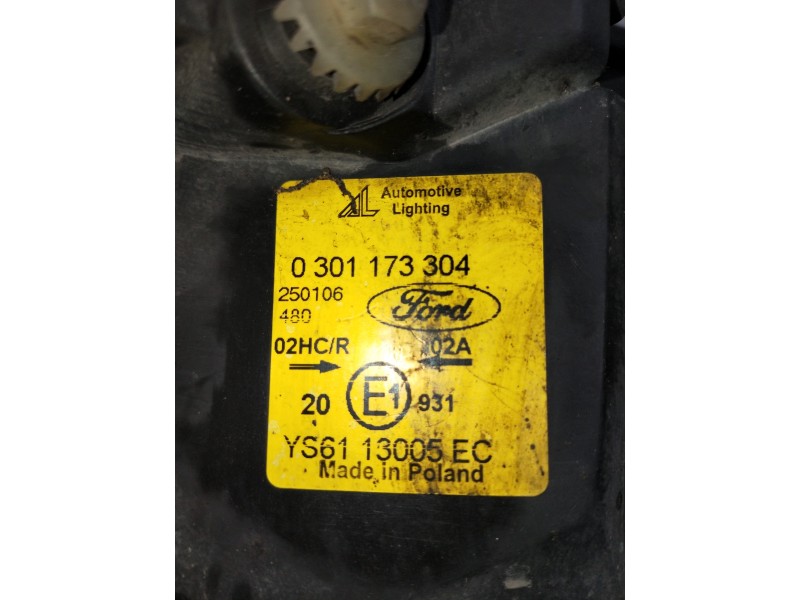 AL Automotive
Lighting
0 301 173 304
250106
480
Ford
02HC/R 02A
20 E1 931
YS61 13005 EC
Made in Poland